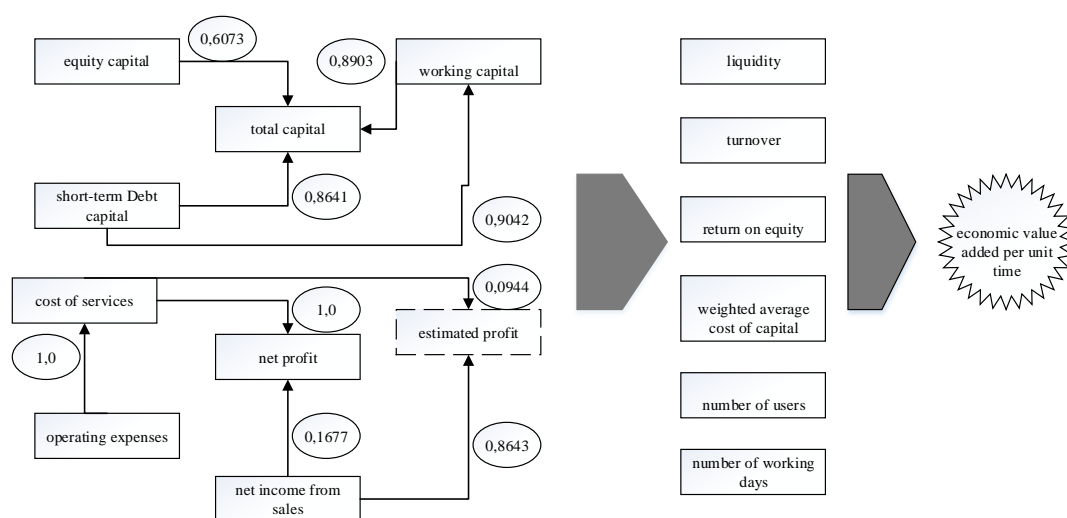 equity capital
0,6073
0,8903
working capital
total capital
short-term Debt
capital
0,8641
0,9042
cost of services
0,0944
1,0
estimated profit
1,0
net profit
operating expenses
0,1677
0,8643
net income from
sales
liquidity
turnover
return on equity
weighted average
cost of capital
number of users
number of working
days
economic value
added per unit
time